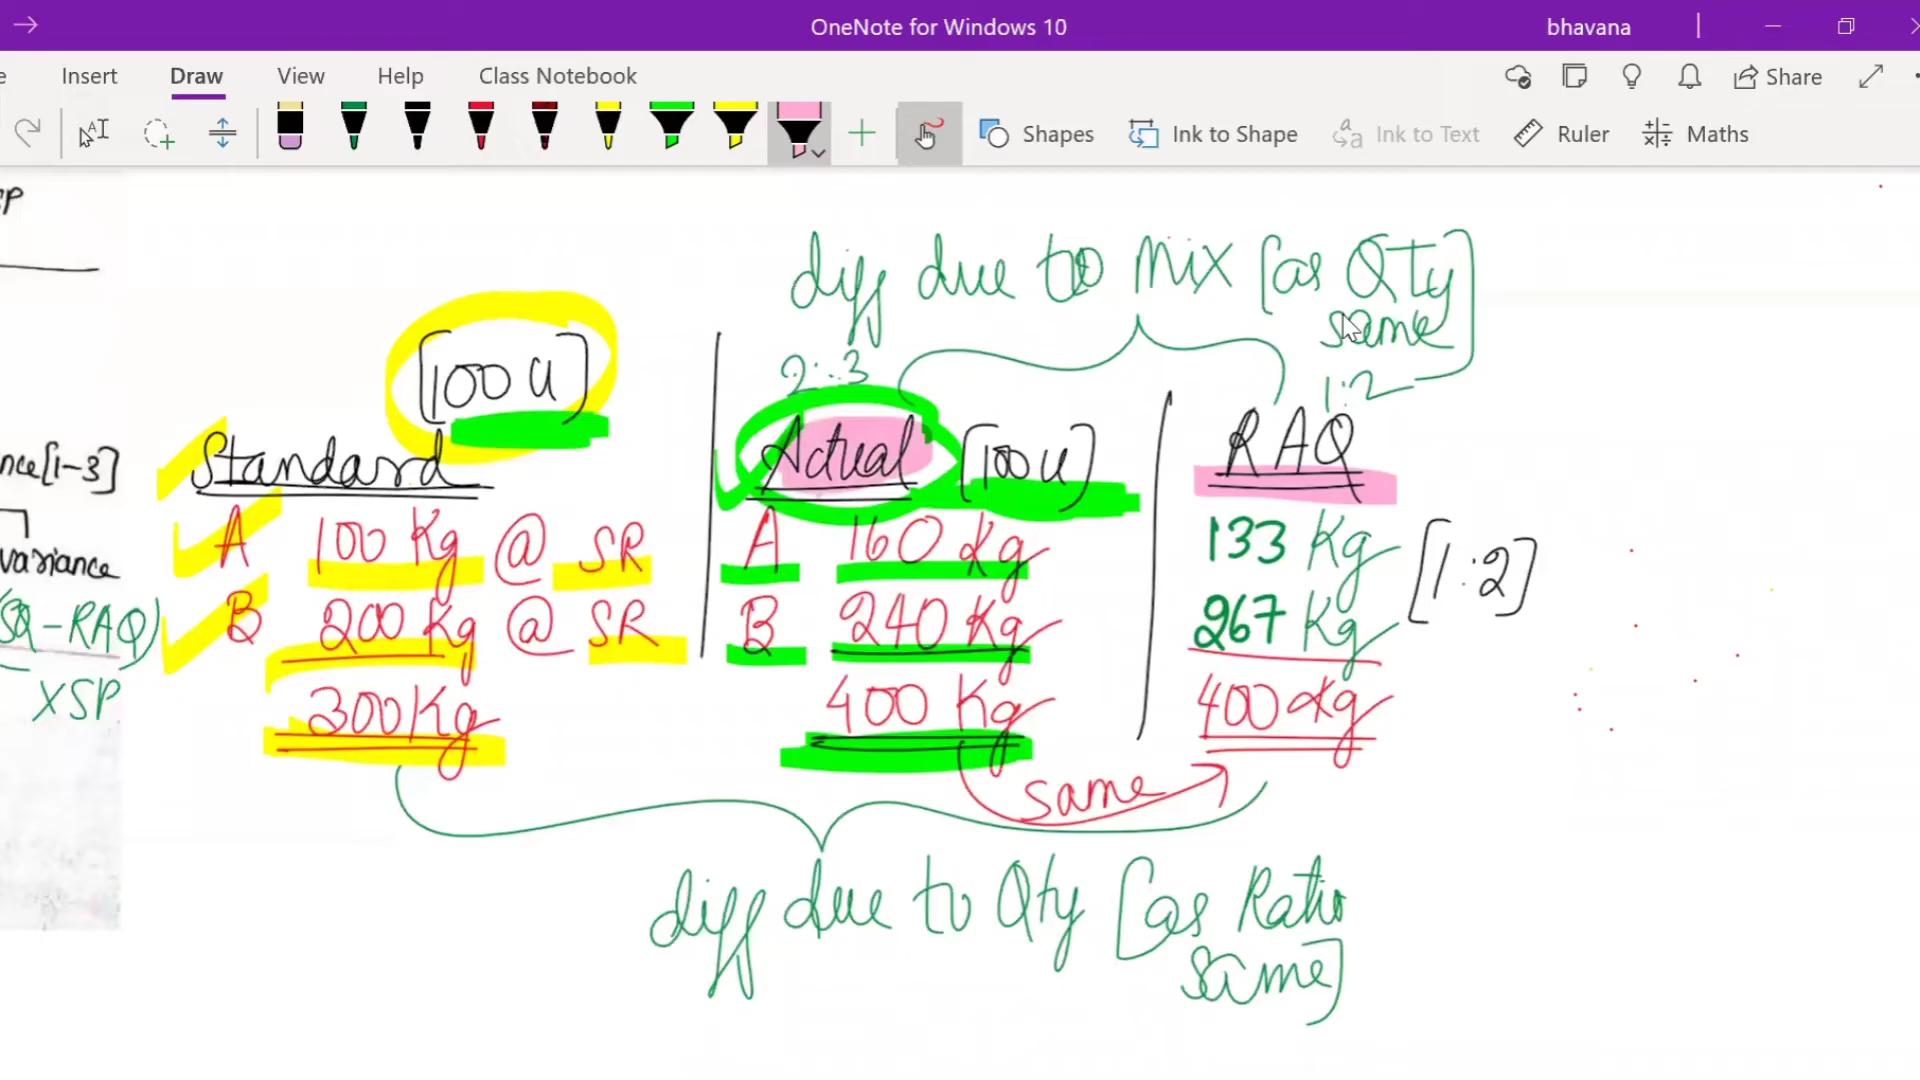 OneNote for Windows 10
bhavana
Insert Draw View Help Class Notebook
Share
Shapes Ink to Shape Ink to Text Ruler Maths
diff due to Mix [as Qty
same]
[100 U]
2:3
1:2
Standard
Actual [100 U]
RAQ
A 100 Kg @ SR
A 160 Kg
133 Kg
[1:2]
B 200 Kg @ SR
B 240 Kg
267 Kg
300 Kg
400 Kg
400 Kg
same
diff due to Qty [as Ratio
same]
variance
(SQ-RAQ)
XSP